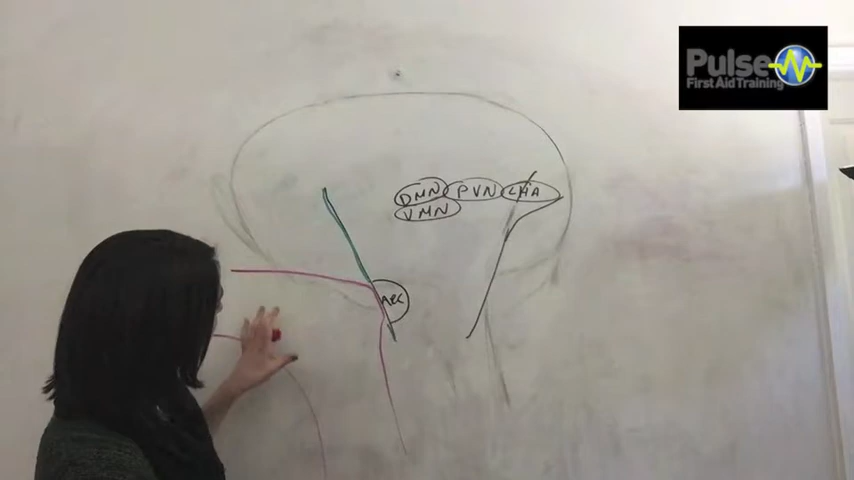 Pulse
First Aid Training
DMN PVN LHA
VMN
ARC